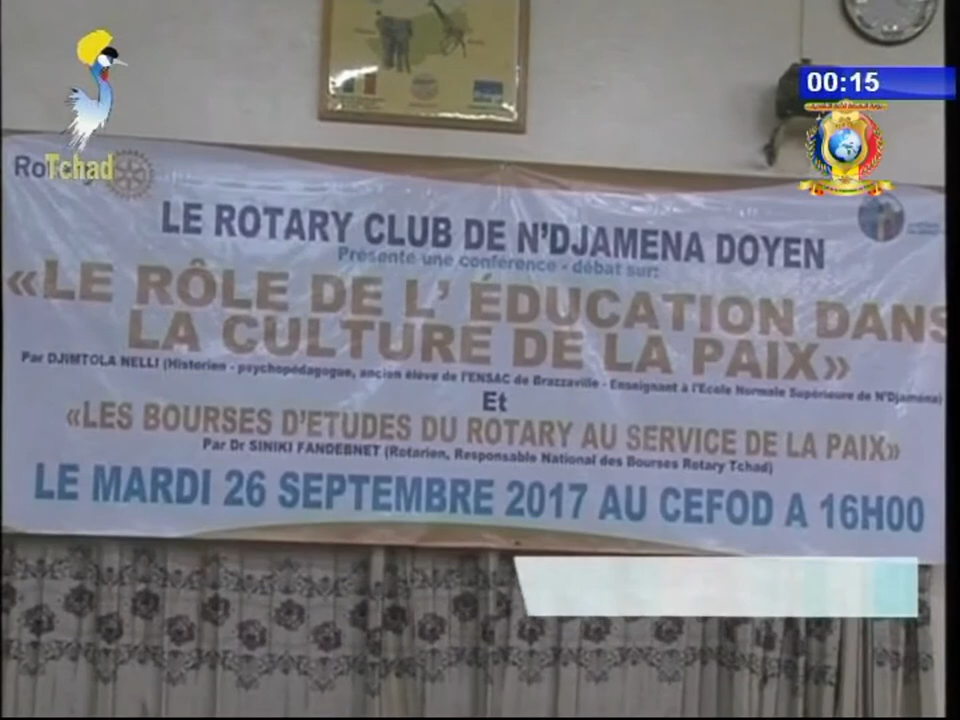 00:15
Tchad
LE ROTARY CLUB DE N'DJAMENA DOYEN
Présente une conférence - débat sur:
«LE RÔLE DE L' ÉDUCATION DANS
LA CULTURE DE LA PAIX»
Par DJIMTOLA NELLI (Historien - psychopédagogue, ancien élève de l'ENSAC de Brazzaville - Enseignant à l'Ecole Normale Supérieure de N'Djamena)
Et
«LES BOURSES D'ETUDES DU ROTARY AU SERVICE DE LA PAIX»
Par Dr SINIKI FANDEBNET (Rotarien, Responsable National des Bourses Rotary Tchad)
LE MARDI 26 SEPTEMBRE 2017 AU CEFOD A 16H00